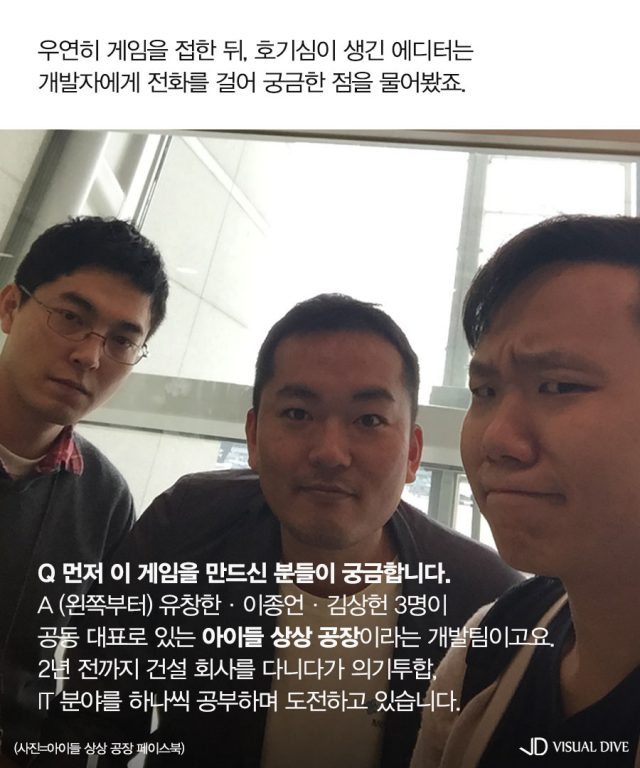 우연히 게임을 접한 뒤, 호기심이 생긴 에디터는
개발자에게 전화를 걸어 궁금한 점을 물어봤죠.
Q 먼저 이 게임을 만드신 분들이 궁금합니다.
A (왼쪽부터) 유창한 · 이종언 · 김상헌 3명이
공동 대표로 있는 아이들 상상 공장이라는 개발팀이고요.
2년 전까지 건설 회사를 다니다가 의기투합,
IT 분야를 하나씩 공부하며 도전하고 있습니다.
(사진=아이들 상상 공장 페이스북)
VD VISUAL DIVE